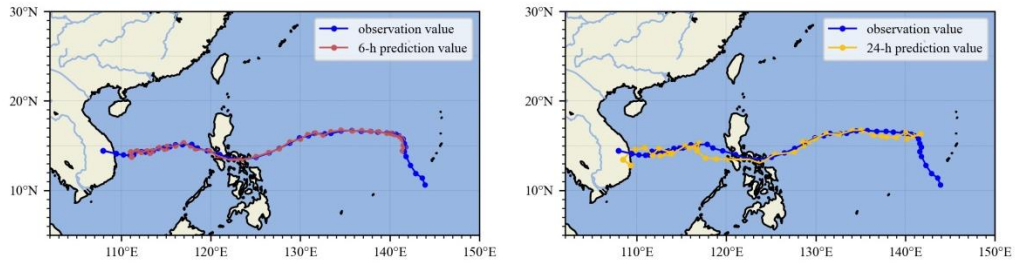 30°N
20°N
10°N
110°E
120°E
130°E
140°E
150°E
observation value
6-h prediction value
30°N
20°N
10°N
110°E
120°E
130°E
140°E
150°E
observation value
24-h prediction value